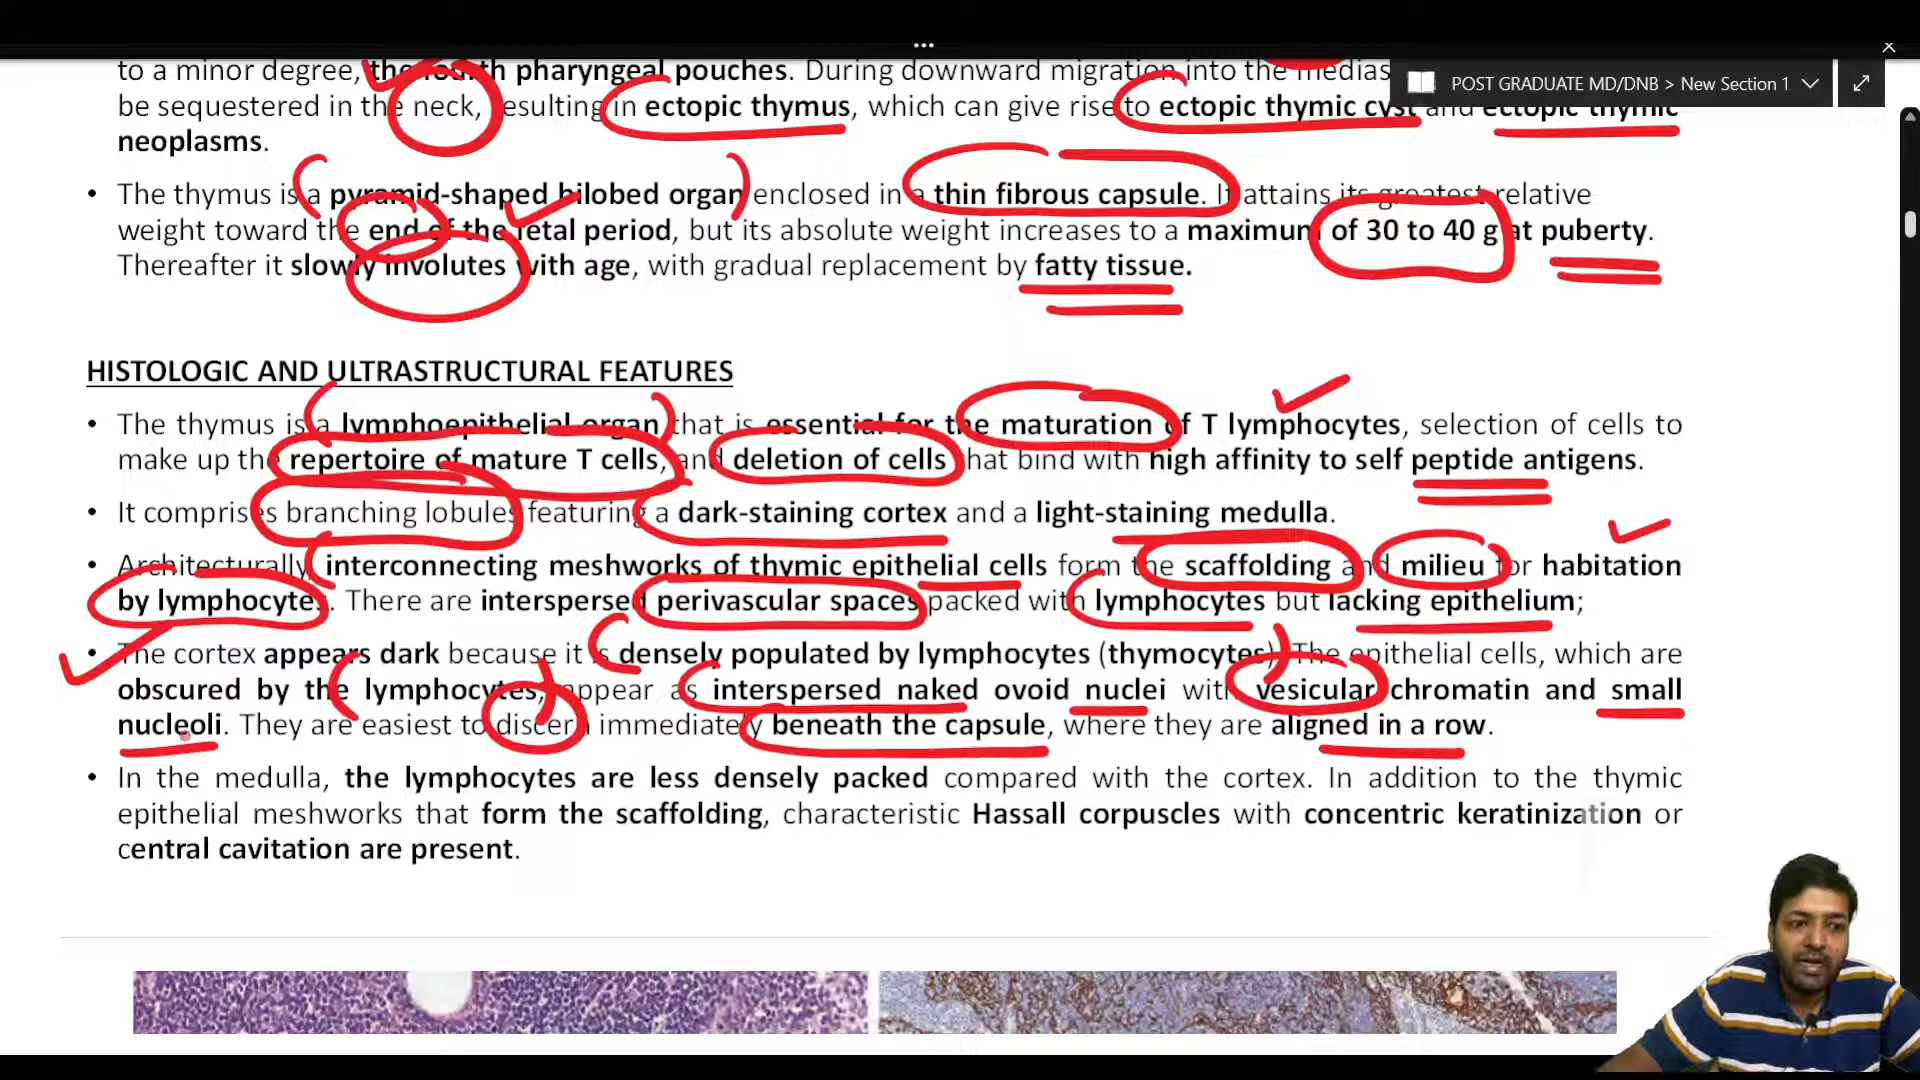 ...
to a minor degree, the fourth pharyngeal pouches. During downward migration into the medias
POST GRADUATE MD/DNB > New Section 1
be sequestered in the neck, resulting in ectopic thymus, which can give rise to ectopic thymic cyst and ectopic thymic
neoplasms.
• The thymus is a pyramid-shaped bilobed organ enclosed in a thin fibrous capsule. It attains its greatest relative
weight toward the end of the fetal period, but its absolute weight increases to a maximum of 30 to 40 g at puberty.
Thereafter it slowly involutes with age, with gradual replacement by fatty tissue.
HISTOLOGIC AND ULTRASTRUCTURAL FEATURES
• The thymus is a lymphoepithelial organ that is essential for the maturation of T lymphocytes, selection of cells to
make up the repertoire of mature T cells, and deletion of cells that bind with high affinity to self peptide antigens.
• It comprises branching lobules featuring a dark-staining cortex and a light-staining medulla.
• Architecturally, interconnecting meshworks of thymic epithelial cells form the scaffolding and milieu for habitation
by lymphocytes. There are interspersed perivascular spaces packed with lymphocytes but lacking epithelium;
• The cortex appears dark because it is densely populated by lymphocytes (thymocytes). The epithelial cells, which are
obscured by the lymphocytes, appear as interspersed naked ovoid nuclei with vesicular chromatin and small
nucleoli. They are easiest to discern immediately beneath the capsule, where they are aligned in a row.
• In the medulla, the lymphocytes are less densely packed compared with the cortex. In addition to the thymic
epithelial meshworks that form the scaffolding, characteristic Hassall corpuscles with concentric keratinization or
central cavitation are present.